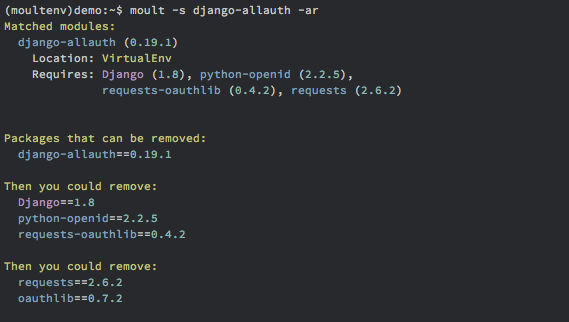 (moultenv)demo:~$ moult -s django-allauth -ar
Matched modules:
django-allauth (0.19.1)
Location: VirtualEnv
Requires: Django (1.8), python-openid (2.2.5),
requests-oauthlib (0.4.2), requests (2.6.2)
Packages that can be removed:
django-allauth==0.19.1
Then you could remove:
Django==1.8
python-openid==2.2.5
requests-oauthlib==0.4.2
Then you could remove:
requests==2.6.2
oauthlib==0.7.2